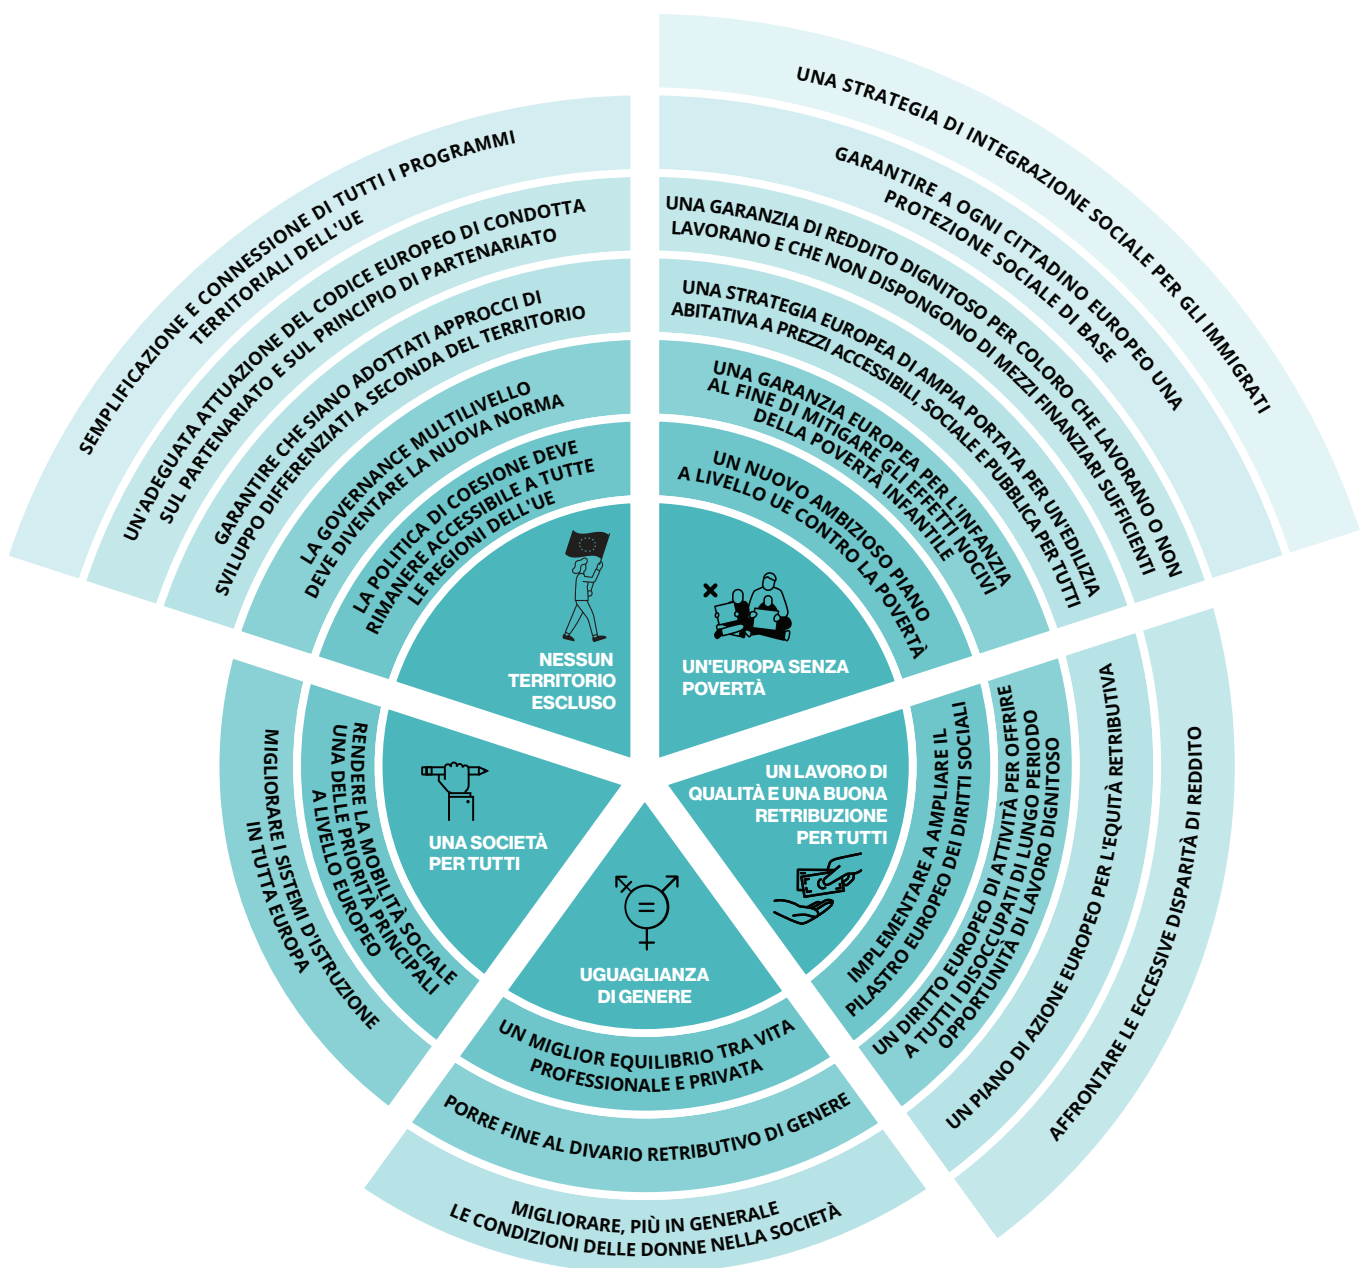 UNA STRATEGIA DI INTEGRAZIONE SOCIALE PER GLI IMMIGRATI
GARANTIRE A OGNI CITTADINO EUROPEO UNA
PROTEZIONE SOCIALE DI BASE
UNA GARANZIA DI REDDITO DIGNITOSO PER COLORO CHE LAVORANO O NON
LAVORANO E CHE NON DISPONGONO DI MEZZI FINANZIARI SUFFICIENTI
UNA STRATEGIA EUROPEA DI AMPIA PORTATA PER UN'EDILIZIA
ABITATIVA A PREZZI ACCESSIBILI, SOCIALE E PUBBLICA PER TUTTI
UNA GARANZIA EUROPEA PER L'INFANZIA
AL FINE DI MITIGARE GLI EFFETTI NOCIVI
DELLA POVERTÀ INFANTILE
UN NUOVO AMBIZIOSO PIANO
A LIVELLO UE CONTRO LA POVERTÀ
UN'EUROPA SENZA
POVERTÀ
UN LAVORO DI
QUALITÀ E UNA BUONA
RETRIBUZIONE
PER TUTTI
IMPLEMENTARE A AMPLIARE IL
PILASTRO EUROPEO DEI DIRITTI SOCIALI
UN DIRITTO EUROPEO DI ATTIVITÀ PER OFFRIRE
A TUTTI I DISOCCUPATI DI LUNGO PERIODO
OPPORTUNITÀ DI LAVORO DIGNITOSO
UN PIANO DI AZIONE EUROPEO PER L'EQUITÀ RETRIBUTIVA
AFFRONTARE LE ECCESSIVE DISPARITÀ DI REDDITO
UGUAGLIANZA
DI GENERE
UN MIGLIOR EQUILIBRIO TRA VITA
PROFESSIONALE E PRIVATA
PORRE FINE AL DIVARIO RETRIBUTIVO DI GENERE
MIGLIORARE, PIÙ IN GENERALE
LE CONDIZIONI DELLE DONNE NELLA SOCIETÀ
UNA SOCIETÀ
PER TUTTI
RENDERE LA MOBILITÀ SOCIALE
UNA DELLE PRIORITÀ PRINCIPALI
A LIVELLO EUROPEO
MIGLIORARE I SISTEMI D'ISTRUZIONE
IN TUTTA EUROPA
NESSUN
TERRITORIO
ESCLUSO
LA POLITICA DI COESIONE DEVE
RIMANERE ACCESSIBILE A TUTTE
LE REGIONI DELL'UE
LA GOVERNANCE MULTILIVELLO
DEVE DIVENTARE LA NUOVA NORMA
GARANTIRE CHE SIANO ADOTTATI APPROCCI DI
SVILUPPO DIFFERENZIATI A SECONDA DEL TERRITORIO
UN'ADEGUATA ATTUAZIONE DEL CODICE EUROPEO DI CONDOTTA
SUL PARTENARIATO E SUL PRINCIPIO DI PARTENARIATO
SEMPLIFICAZIONE E CONNESSIONE DI TUTTI I PROGRAMMI
TERRITORIALI DELL'UE